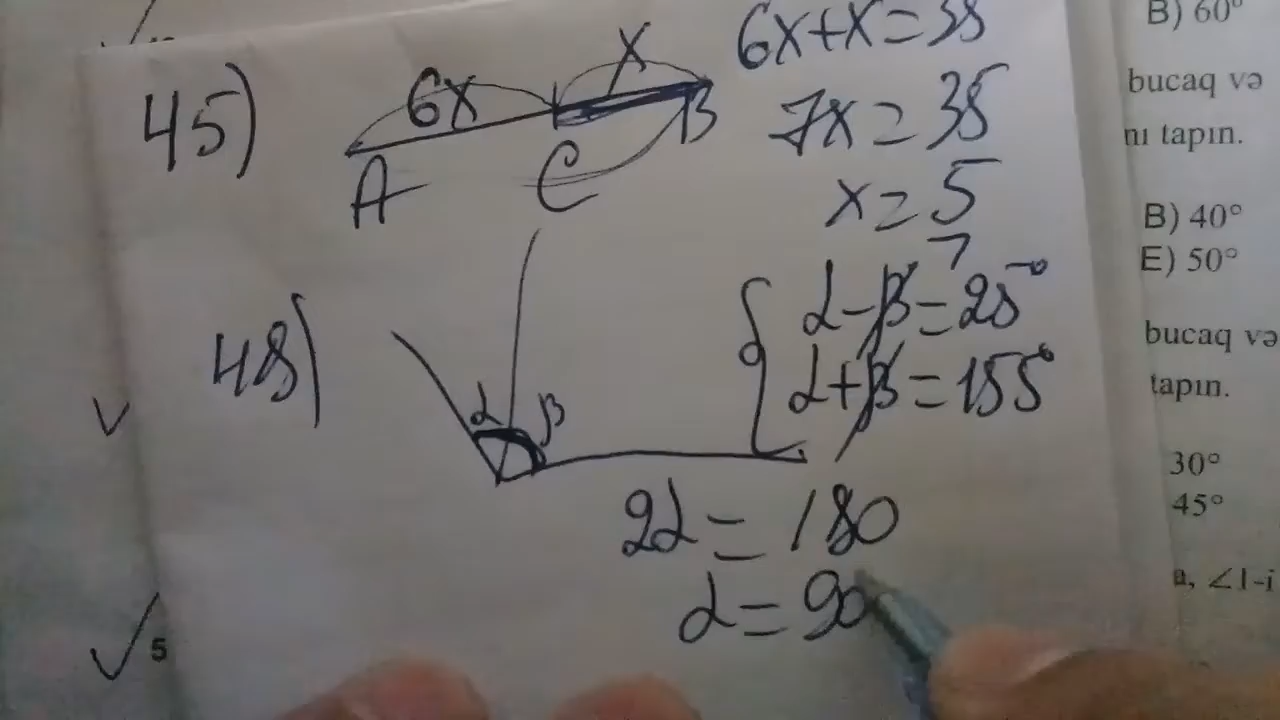 45)
6x
x
A
C
B
6x+x=35
7x=35
x=5
48)
α
β
α-β=25°
α+β=155°
2α=180
α=90
B) 60°
bucaq və
nı tapın.
B) 40°
E) 50°
bucaq və
tapın.
30°
45°
a, ∠1-i
5